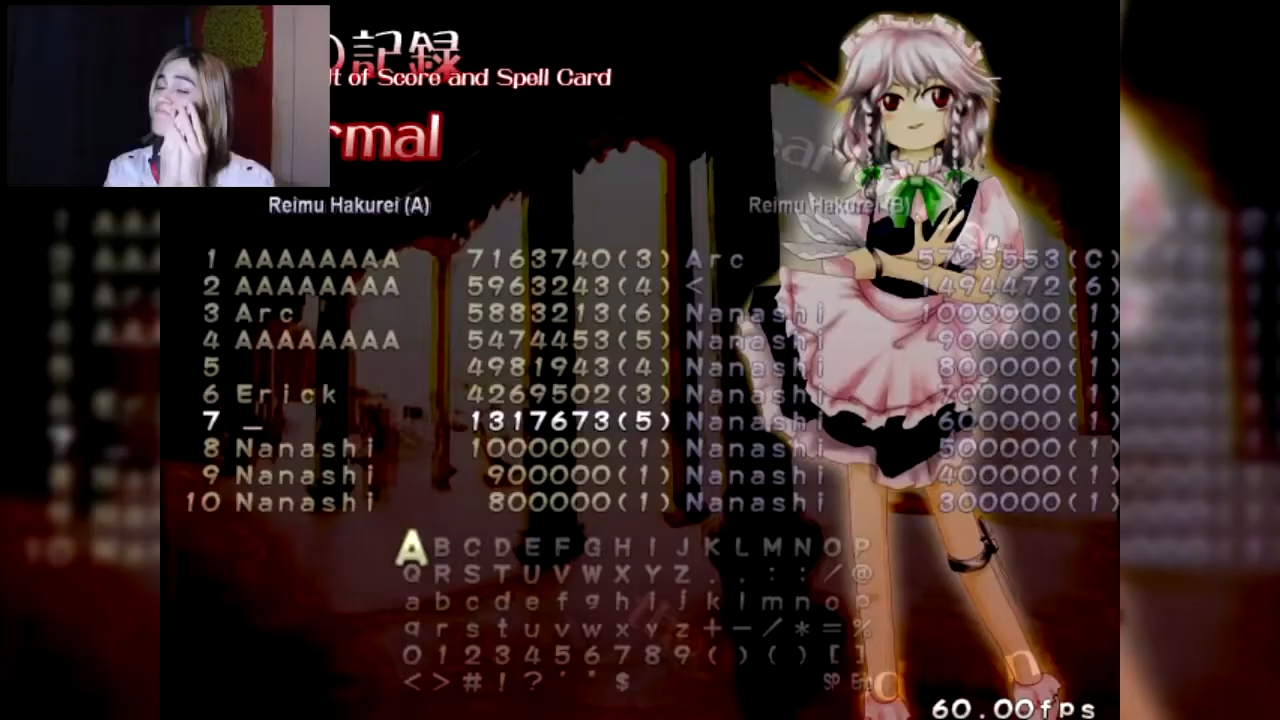 の記録
t of Score and Spell Card
rmal
Reimu Hakurei (A) Reimu Hakurei (B)
1 AAAAAAAA 7163740(3) Arc 5725553(C)
2 AAAAAAAA 5963243(4) < 1494472(6)
3 Arc 5883213(6) Nanashi 1000000(1)
4 AAAAAAAA 5474453(5) Nanashi 900000(1)
5 4981943(4) Nanashi 800000(1)
6 Erick 4269502(3) Nanashi 700000(1)
7 _ 1317673(5) Nanashi 600000(1)
8 Nanashi 1000000(1) Nanashi 500000(1)
9 Nanashi 900000(1) Nanashi 400000(1)
10 Nanashi 800000(1) Nanashi 300000(1)
A B C D E F G H I J K L M N O P
Q R S T U V W X Y Z . , : ; / @
a b c d e f g h i j k l m n o p
q r s t u v w x y z + - / * = %
0 1 2 3 4 5 6 7 8 9 ( ) ( ) [ ]
< > # ! ? ' " $ SP End
60.00fps